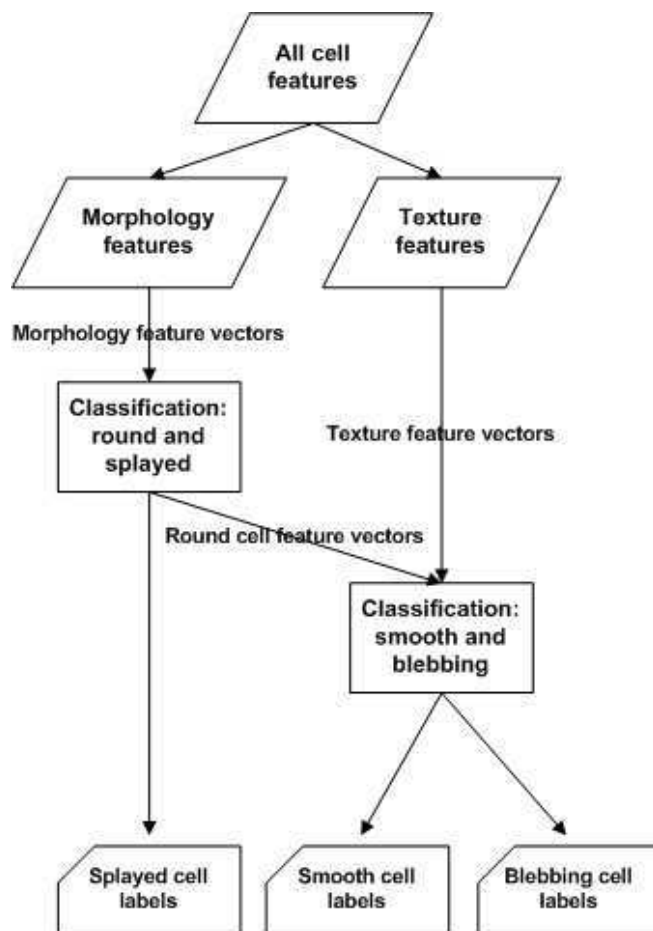 All cell
features
Morphology
features
Texture
features
Morphology feature vectors
Classification:
round and
splayed
Texture feature vectors
Round cell feature vectors
Classification:
smooth and
blebbing
Splayed cell
labels
Smooth cell
labels
Blebbing cell
labels